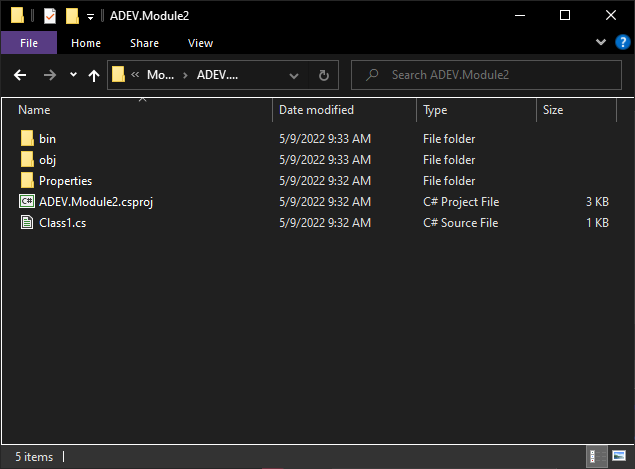 ADEV.Module2
File Home Share View
Mo... ADEV....
Search ADEV.Module2
Name Date modified Type Size
bin 5/9/2022 9:33 AM File folder
obj 5/9/2022 9:33 AM File folder
Properties 5/9/2022 9:32 AM File folder
C# ADEV.Module2.csproj 5/9/2022 9:32 AM C# Project File 3 KB
Class1.cs 5/9/2022 9:32 AM C# Source File 1 KB
5 items